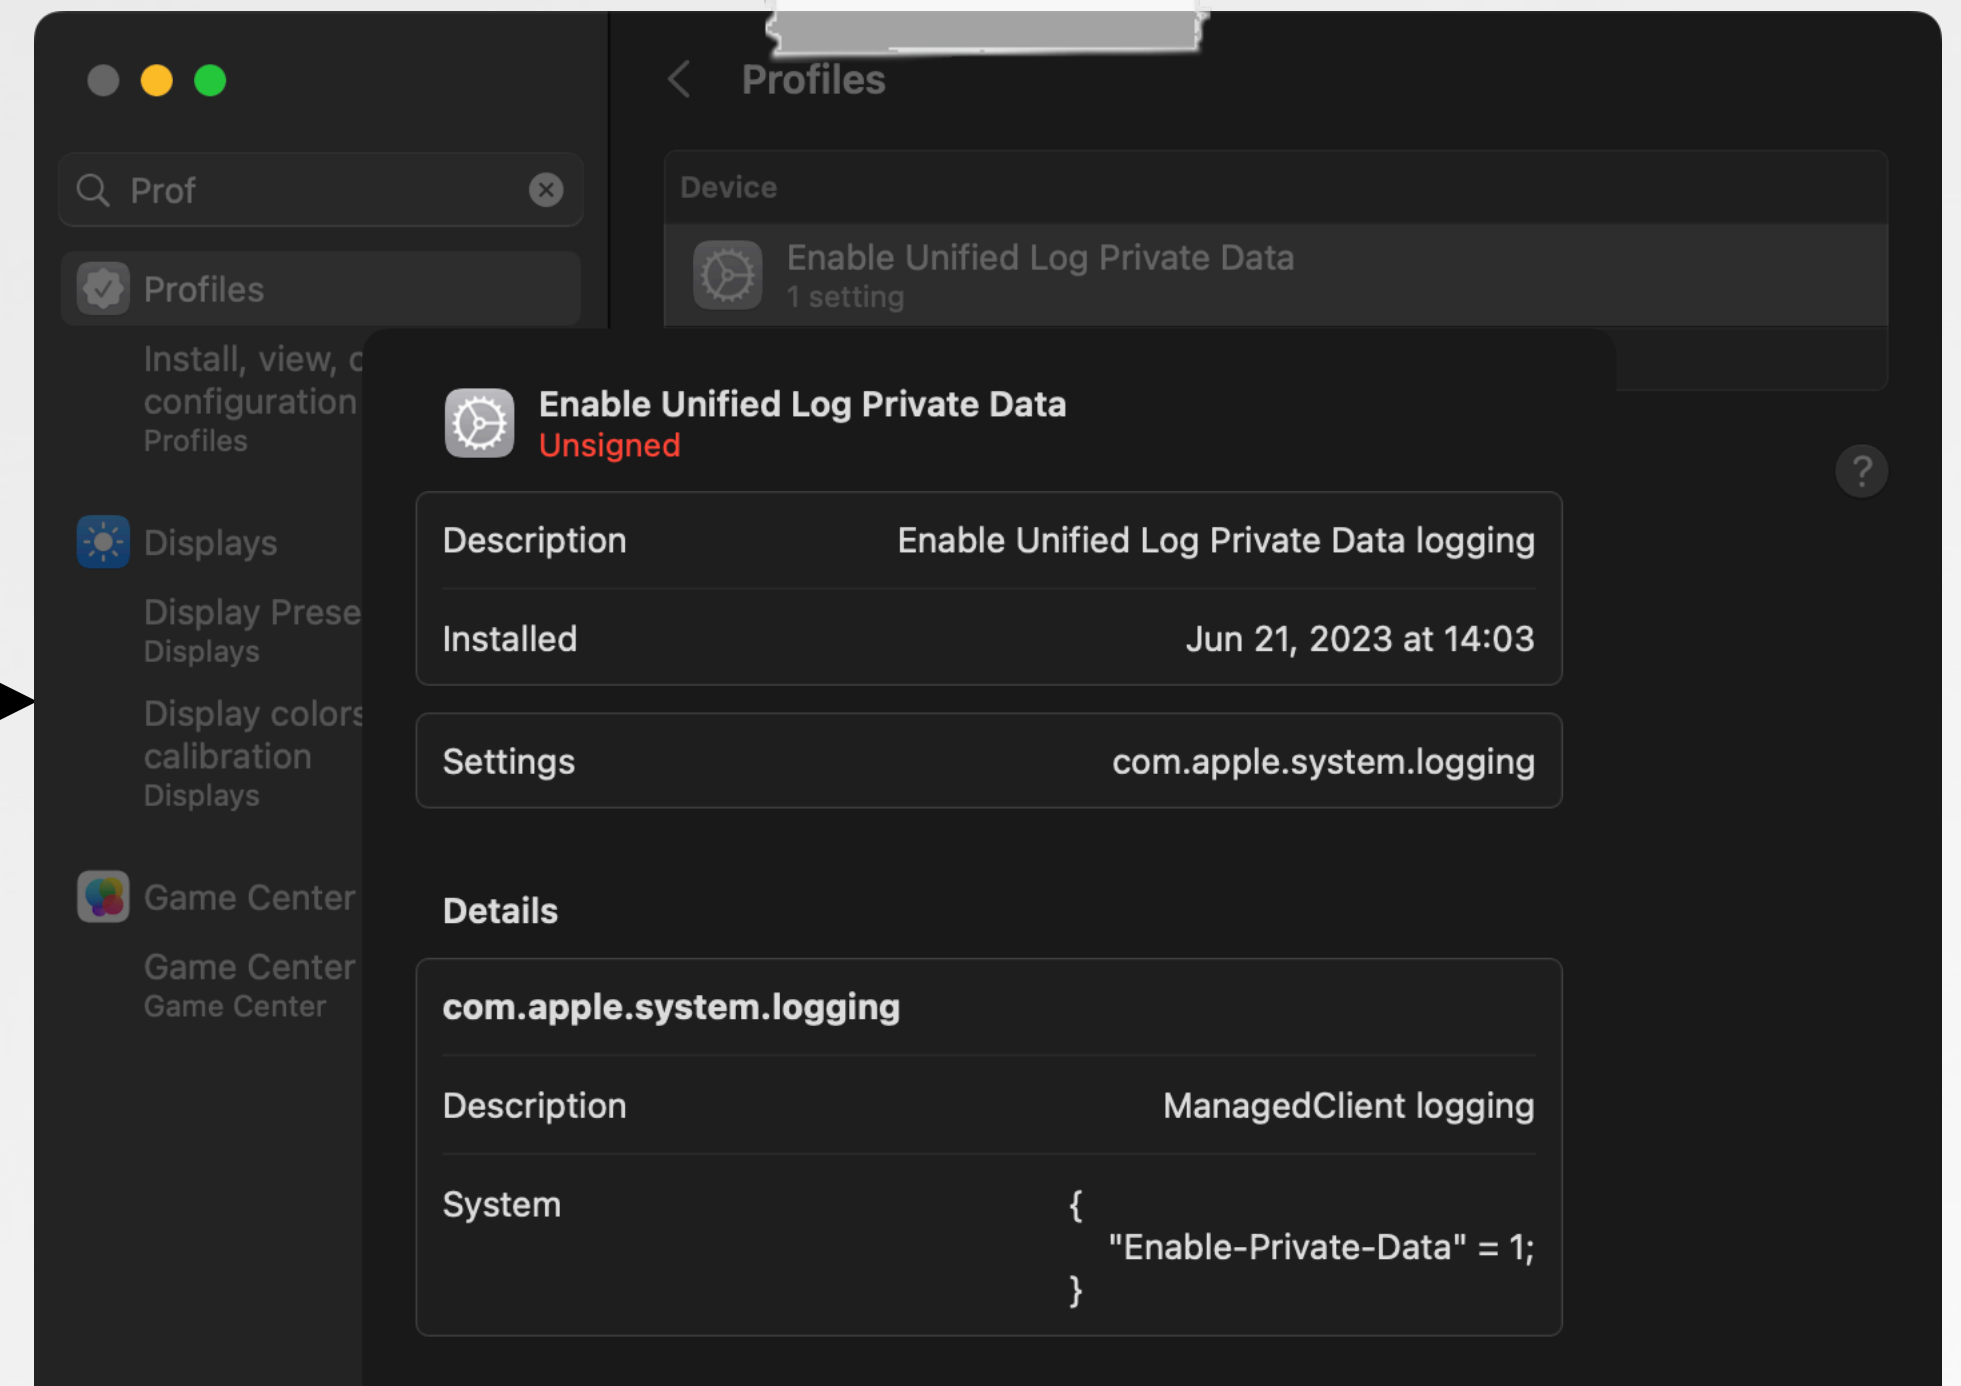 Prof
Profiles
Install, view,
configuration
Profiles
Displays
Display
Displays
Display colors
calibration
Displays
Game Center
Game Center
Game Center
Profiles
Device
Enable Unified Log Private Data
1 setting
?
Enable Unified Log Private Data
Unsigned
Description Enable Unified Log Private Data logging
Installed Jun 21, 2023 at 14:03
Settings com.apple.system.logging
Details
com.apple.system.logging
Description ManagedClient logging
System {
"Enable-Private-Data" = 1;
}